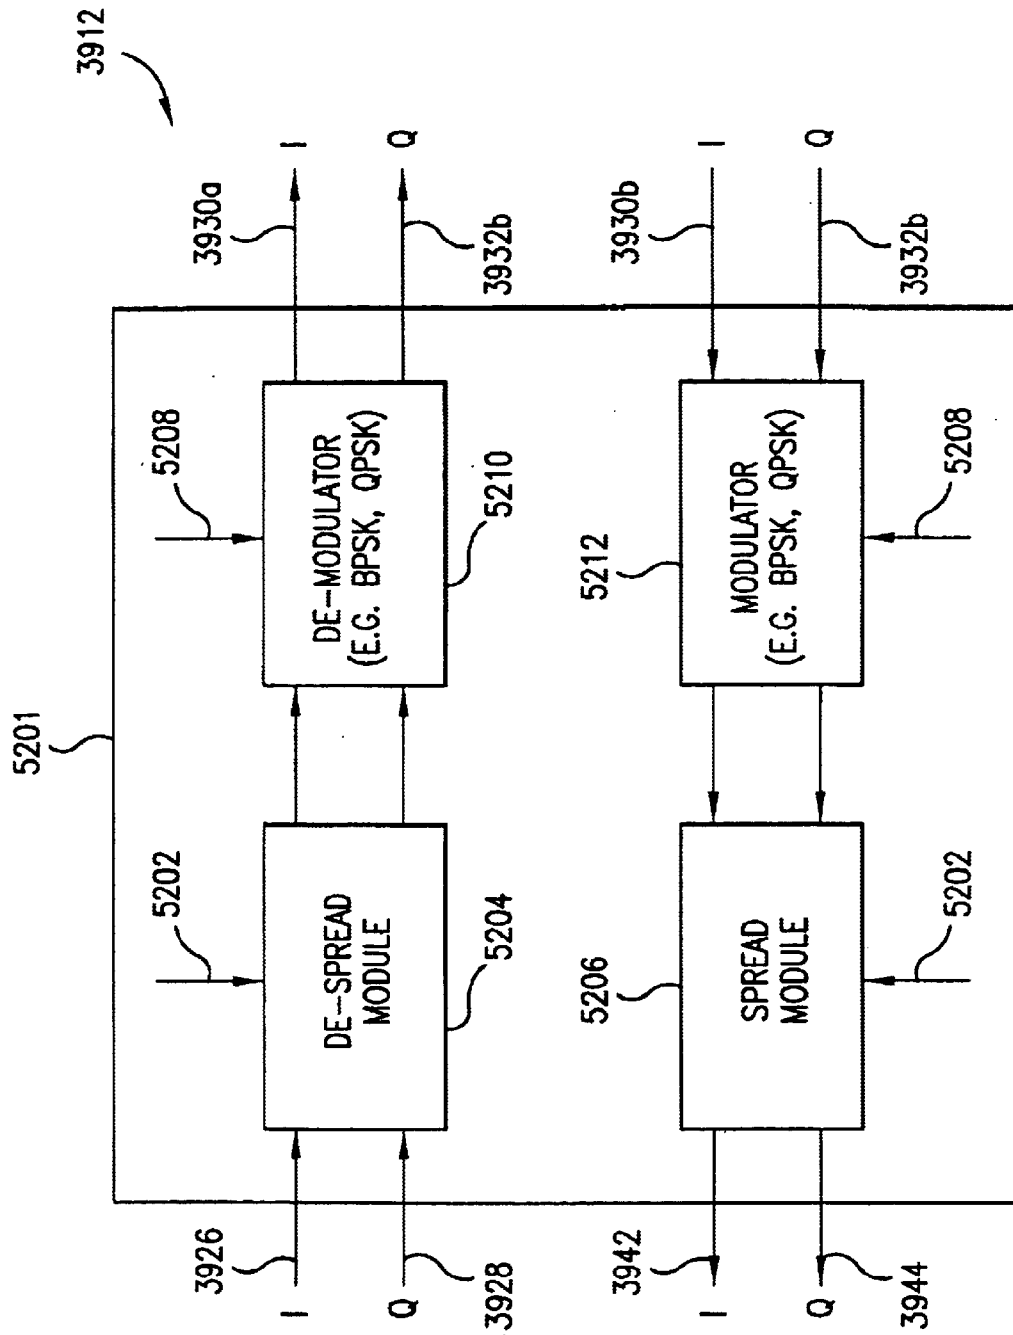 3912
5201
5202
5208
3926
I
3928
Q
DE-SPREAD
MODULE
5204
DE-MODULATOR
(E.G. BPSK, QPSK)
5210
3930a
I
3932b
Q
3942
I
3944
Q
5206
SPREAD
MODULE
5202
5212
MODULATOR
(E.G. BPSK, QPSK)
5208
3930b
I
3932b
Q